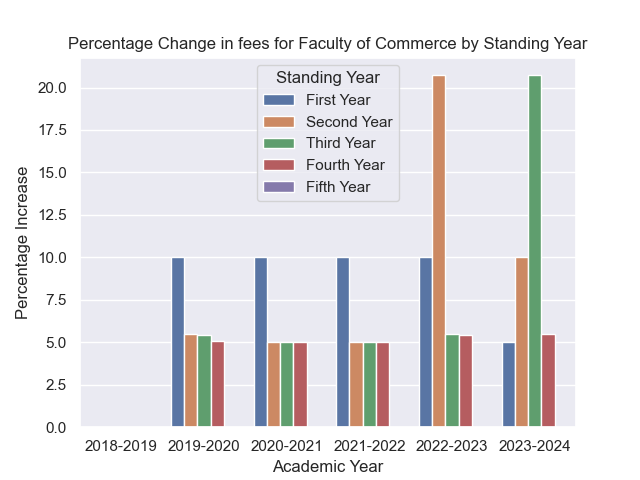 Percentage Change in fees for Faculty of Commerce by Standing Year
Standing Year
First Year
Second Year
Third Year
Fourth Year
Fifth Year
Percentage Increase
20.0
17.5
15.0
12.5
10.0
7.5
5.0
2.5
0.0
2018-2019 2019-2020 2020-2021 2021-2022 2022-2023 2023-2024
Academic Year